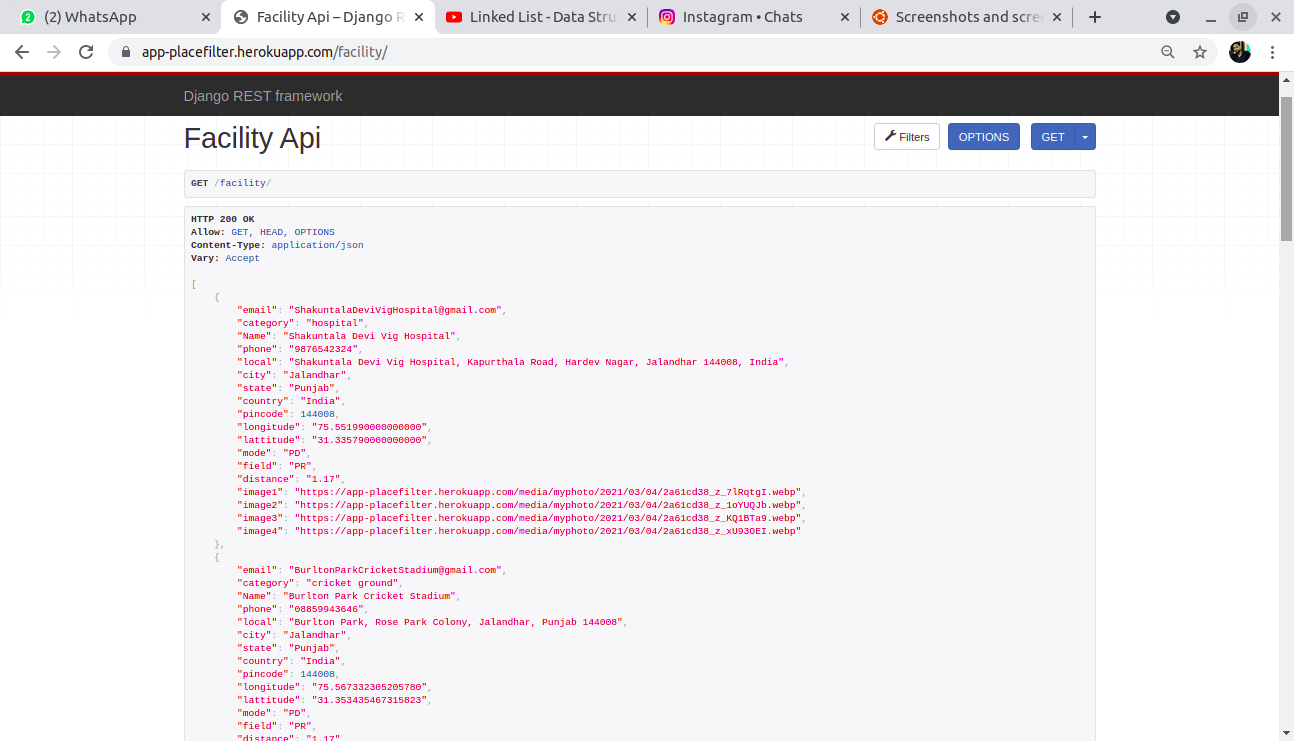 2 (2) WhatsApp
Facility Api – Django R
Linked List - Data Stru
Instagram • Chats
Screenshots and scree
app-placefilter.herokuapp.com/facility/
Django REST framework
Facility Api
Filters
OPTIONS
GET
GET /facility/
HTTP 200 OK
Allow: GET, HEAD, OPTIONS
Content-Type: application/json
Vary: Accept
[
{
"email": "ShakuntalaDeviVigHospital@gmail.com",
"category": "hospital",
"Name": "Shakuntala Devi Vig Hospital",
"phone": "9876542324",
"local": "Shakuntala Devi Vig Hospital, Kapurthala Road, Hardev Nagar, Jalandhar 144008, India",
"city": "Jalandhar",
"state": "Punjab",
"country": "India",
"pincode": 144008,
"longitude": "75.551990000000000",
"lattitude": "31.335790000000000",
"mode": "PD",
"field": "PR",
"distance": "1.17",
"image1": "https://app-placefilter.herokuapp.com/media/myphoto/2021/03/04/2a61cd38_z_7lRqtgI.webp",
"image2": "https://app-placefilter.herokuapp.com/media/myphoto/2021/03/04/2a61cd38_z_1oYUQJb.webp",
"image3": "https://app-placefilter.herokuapp.com/media/myphoto/2021/03/04/2a61cd38_z_KQ1BTa9.webp",
"image4": "https://app-placefilter.herokuapp.com/media/myphoto/2021/03/04/2a61cd38_z_xU93OEI.webp"
},
{
"email": "BurltonParkCricketStadium@gmail.com",
"category": "cricket ground",
"Name": "Burlton Park Cricket Stadium",
"phone": "08859943646",
"local": "Burlton Park, Rose Park Colony, Jalandhar, Punjab 144008",
"city": "Jalandhar",
"state": "Punjab",
"country": "India",
"pincode": 144008,
"longitude": "75.567332305205780",
"lattitude": "31.353435467315823",
"mode": "PD",
"field": "PR",
"distance": "1.17",